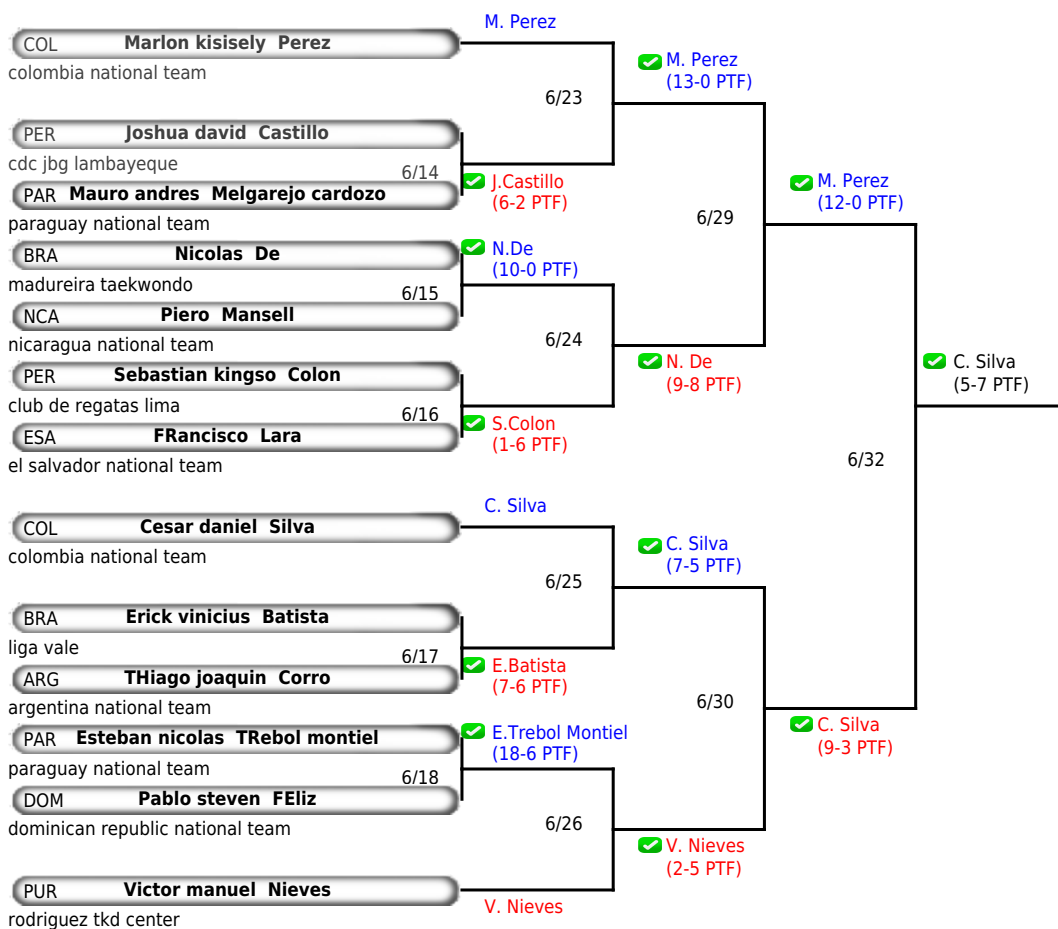 M. Perez
COL Marlon kisisely Perez
colombia national team
M. Perez
(13-0 PTF)
6/23
PER Joshua david Castillo
cdc jbg lambayeque
6/14
J.Castillo
(6-2 PTF)
PAR Mauro andres Melgarejo cardozo
paraguay national team
M. Perez
(12-0 PTF)
6/29
BRA Nicolas De
madureira taekwondo
N.De
(10-0 PTF)
6/15
NCA Piero Mansell
nicaragua national team
6/24
N. De
(9-8 PTF)
PER Sebastian kingso Colon
club de regatas lima
6/16
S.Colon
(1-6 PTF)
ESA FRancisco Lara
el salvador national team
C. Silva
(5-7 PTF)
6/32
C. Silva
COL Cesar daniel Silva
colombia national team
C. Silva
(7-5 PTF)
6/25
BRA Erick vinicius Batista
liga vale
6/17
E.Batista
(7-6 PTF)
ARG THiago joaquin Corro
argentina national team
6/30
C. Silva
(9-3 PTF)
PAR Esteban nicolas TRebol montiel
paraguay national team
E.Trebol Montiel
(18-6 PTF)
6/18
DOM Pablo steven FEliz
dominican republic national team
6/26
V. Nieves
(2-5 PTF)
PUR Victor manuel Nieves
rodriguez tkd center
V. Nieves